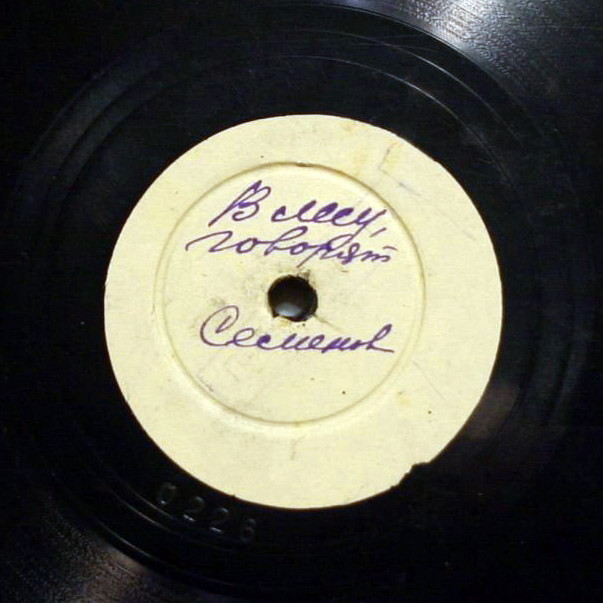 В лесу,
говорят
Семенов
0226